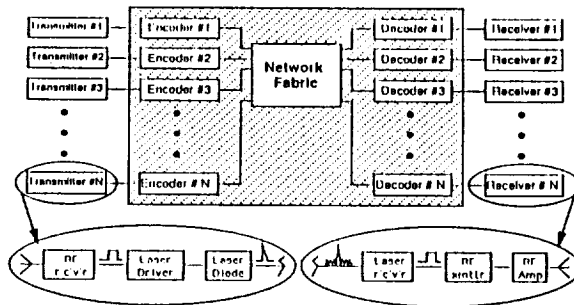 Transmitter #1 Encoder #1 Decoder #1 Receiver #1
Transmitter #2 Encoder #2 Decoder #2 Receiver #2
Network
Fabric
Transmitter #3 Encoder #3 Decoder #3 Receiver #3
Transmitter #N Encoder # N Decoder # N Receiver # N
RF
r'c'v'r
Laser
Driver
Laser
Diode
Laser
r'c'v'r
RF
xmttr
RF
Amp